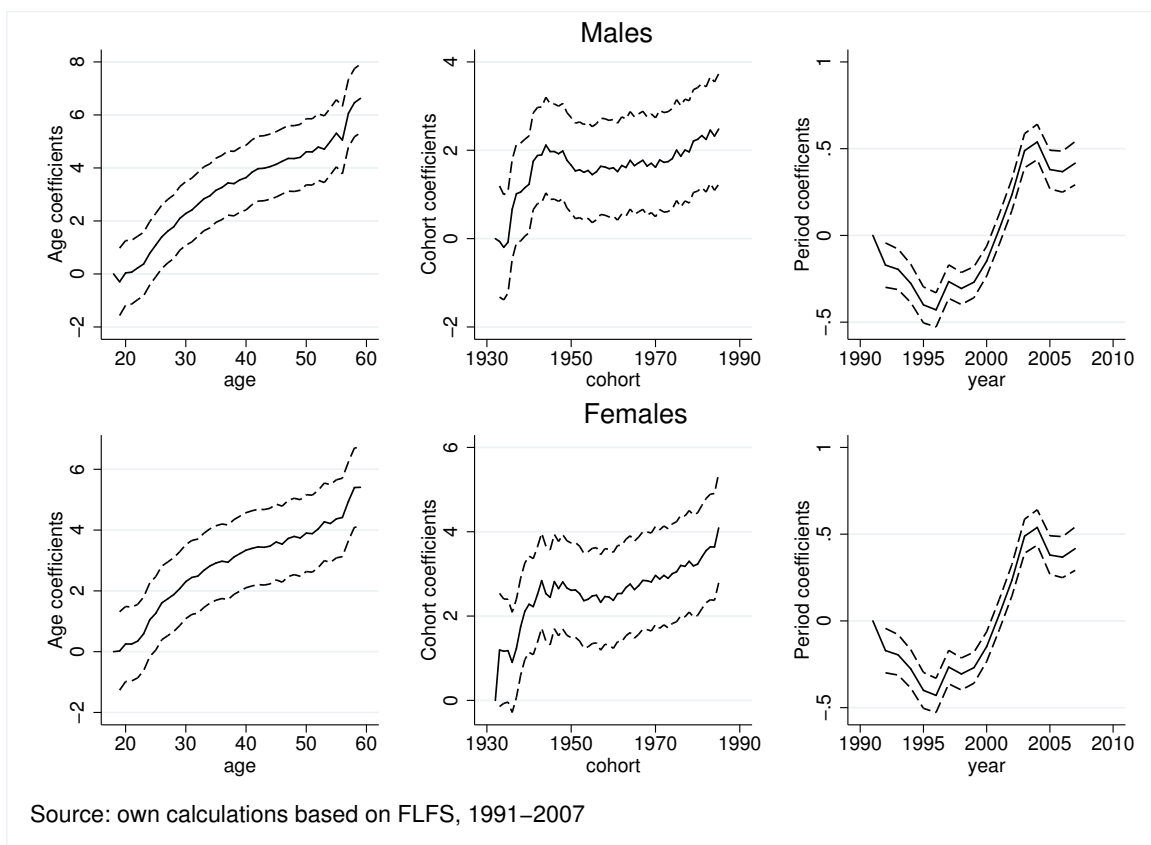 Males
Age coefficients
8
6
4
2
0
−2
20 30 40 50 60
age
Cohort coefficients
4
2
0
−2
1930 1950 1970 1990
cohort
Period coefficients
1
.5
0
−.5
1990 1995 2000 2005 2010
year
Females
Age coefficients
6
4
2
0
−2
20 30 40 50 60
age
Cohort coefficients
6
4
2
0
1930 1950 1970 1990
cohort
Period coefficients
1
.5
0
−.5
1990 1995 2000 2005 2010
year
Source: own calculations based on FLFS, 1991−2007